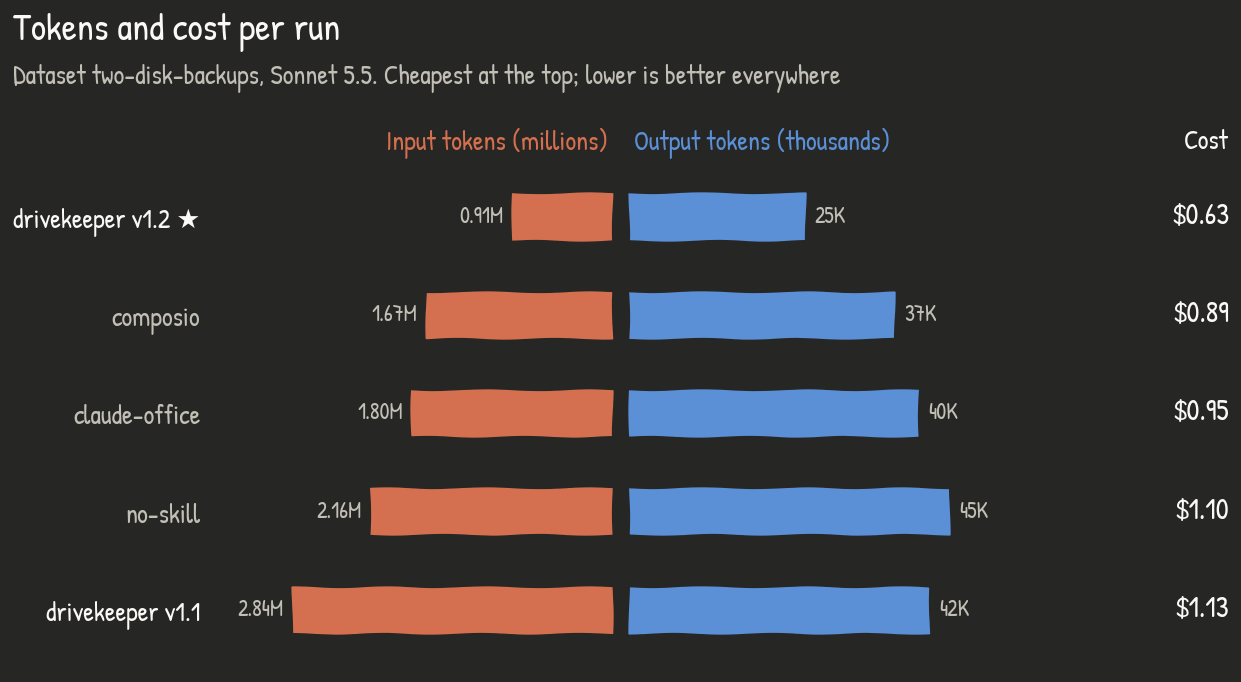 Tokens and cost per run
Dataset two-disk-backups, Sonnet 5.5. Cheapest at the top; lower is better everywhere
Input tokens (millions) Output tokens (thousands) Cost
drivekeeper v1.2 ★ 0.91M 25K $0.63
composio 1.67M 37K $0.89
claude-office 1.80M 40K $0.95
no-skill 2.16M 45K $1.10
drivekeeper v1.1 2.84M 42K $1.13